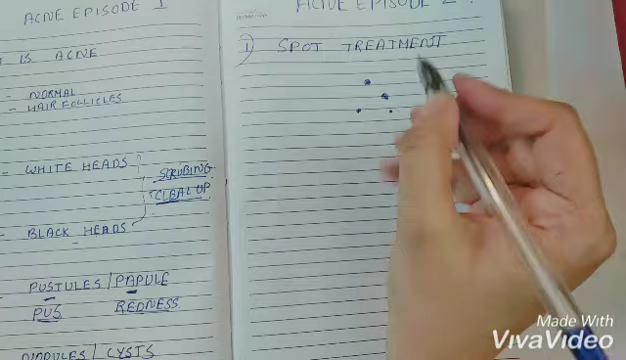 ACNE EPISODE 1
IS ACNE
- NORMAL
- HAIR FOLLICLES
- WHITE HEADS
- SCRUBING
CLEAN UP
- BLACK HEADS
PUSTULES / PAPULE
PUS REDNESS
NODULES / CYSTS
ACNE EPISODE 2
1) SPOT TREATMENT
Made With
VivaVideo